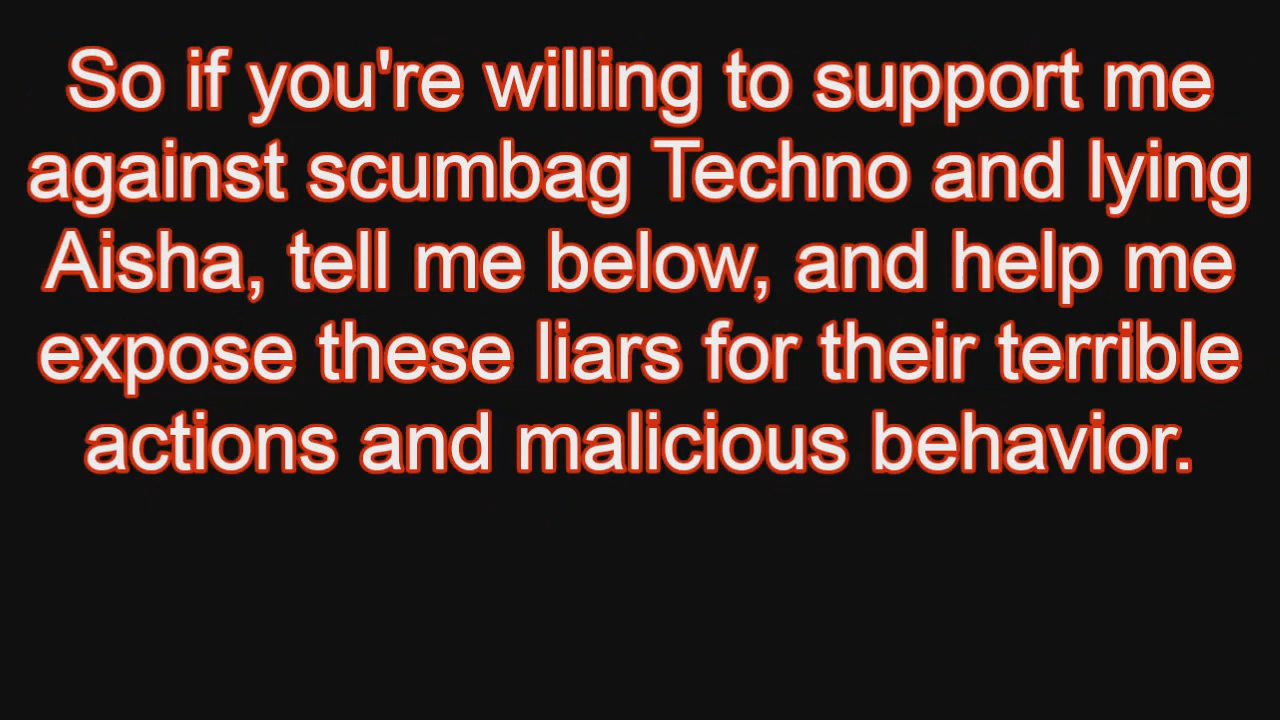 So if you're willing to support me
against scumbag Techno and lying
Aisha, tell me below, and help me
expose these liars for their terrible
actions and malicious behavior.